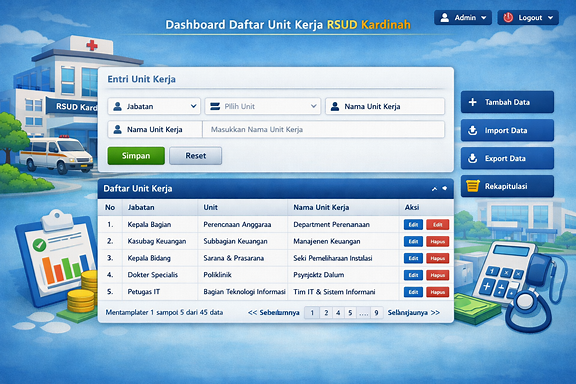 Dashboard Daftar Unit Kerja RSUD Kardinah
Admin
Logout
RSUD Kard
Entri Unit Kerja
Jabatan
Pilih Unit
Nama Unit Kerja
Nama Unit Kerja
Masukkan Nama Unit Kerja
Simpan
Reset
Tambah Data
Import Data
Export Data
Rekapitulasi
Daftar Unit Kerja
No Jabatan Unit Nama Unit Kerja Aksi
1. Kepala Bagian Perencnaan Anggaraa Department Perenanaan Edit Edit
2. Kasubag Keuangan Subbagian Keuangan Manajenen Keuangan Edit Hapus
3. Kepala Bidang Sarana & Prasarana Seki Pemeliharaan Instalasi Edit Hapus
4. Dokter Specialis Poliklinik Psynjaktz Dalum Edit Hapus
5. Petugas IT Bagian Teknologi Informasi Tim IT & Sistem Informani Edit Hapus
Mentamplater 1 sampoi 5 dari 45 data
<< Sebelumnya 1 2 4 5 .... 9 Selanjaunya >>